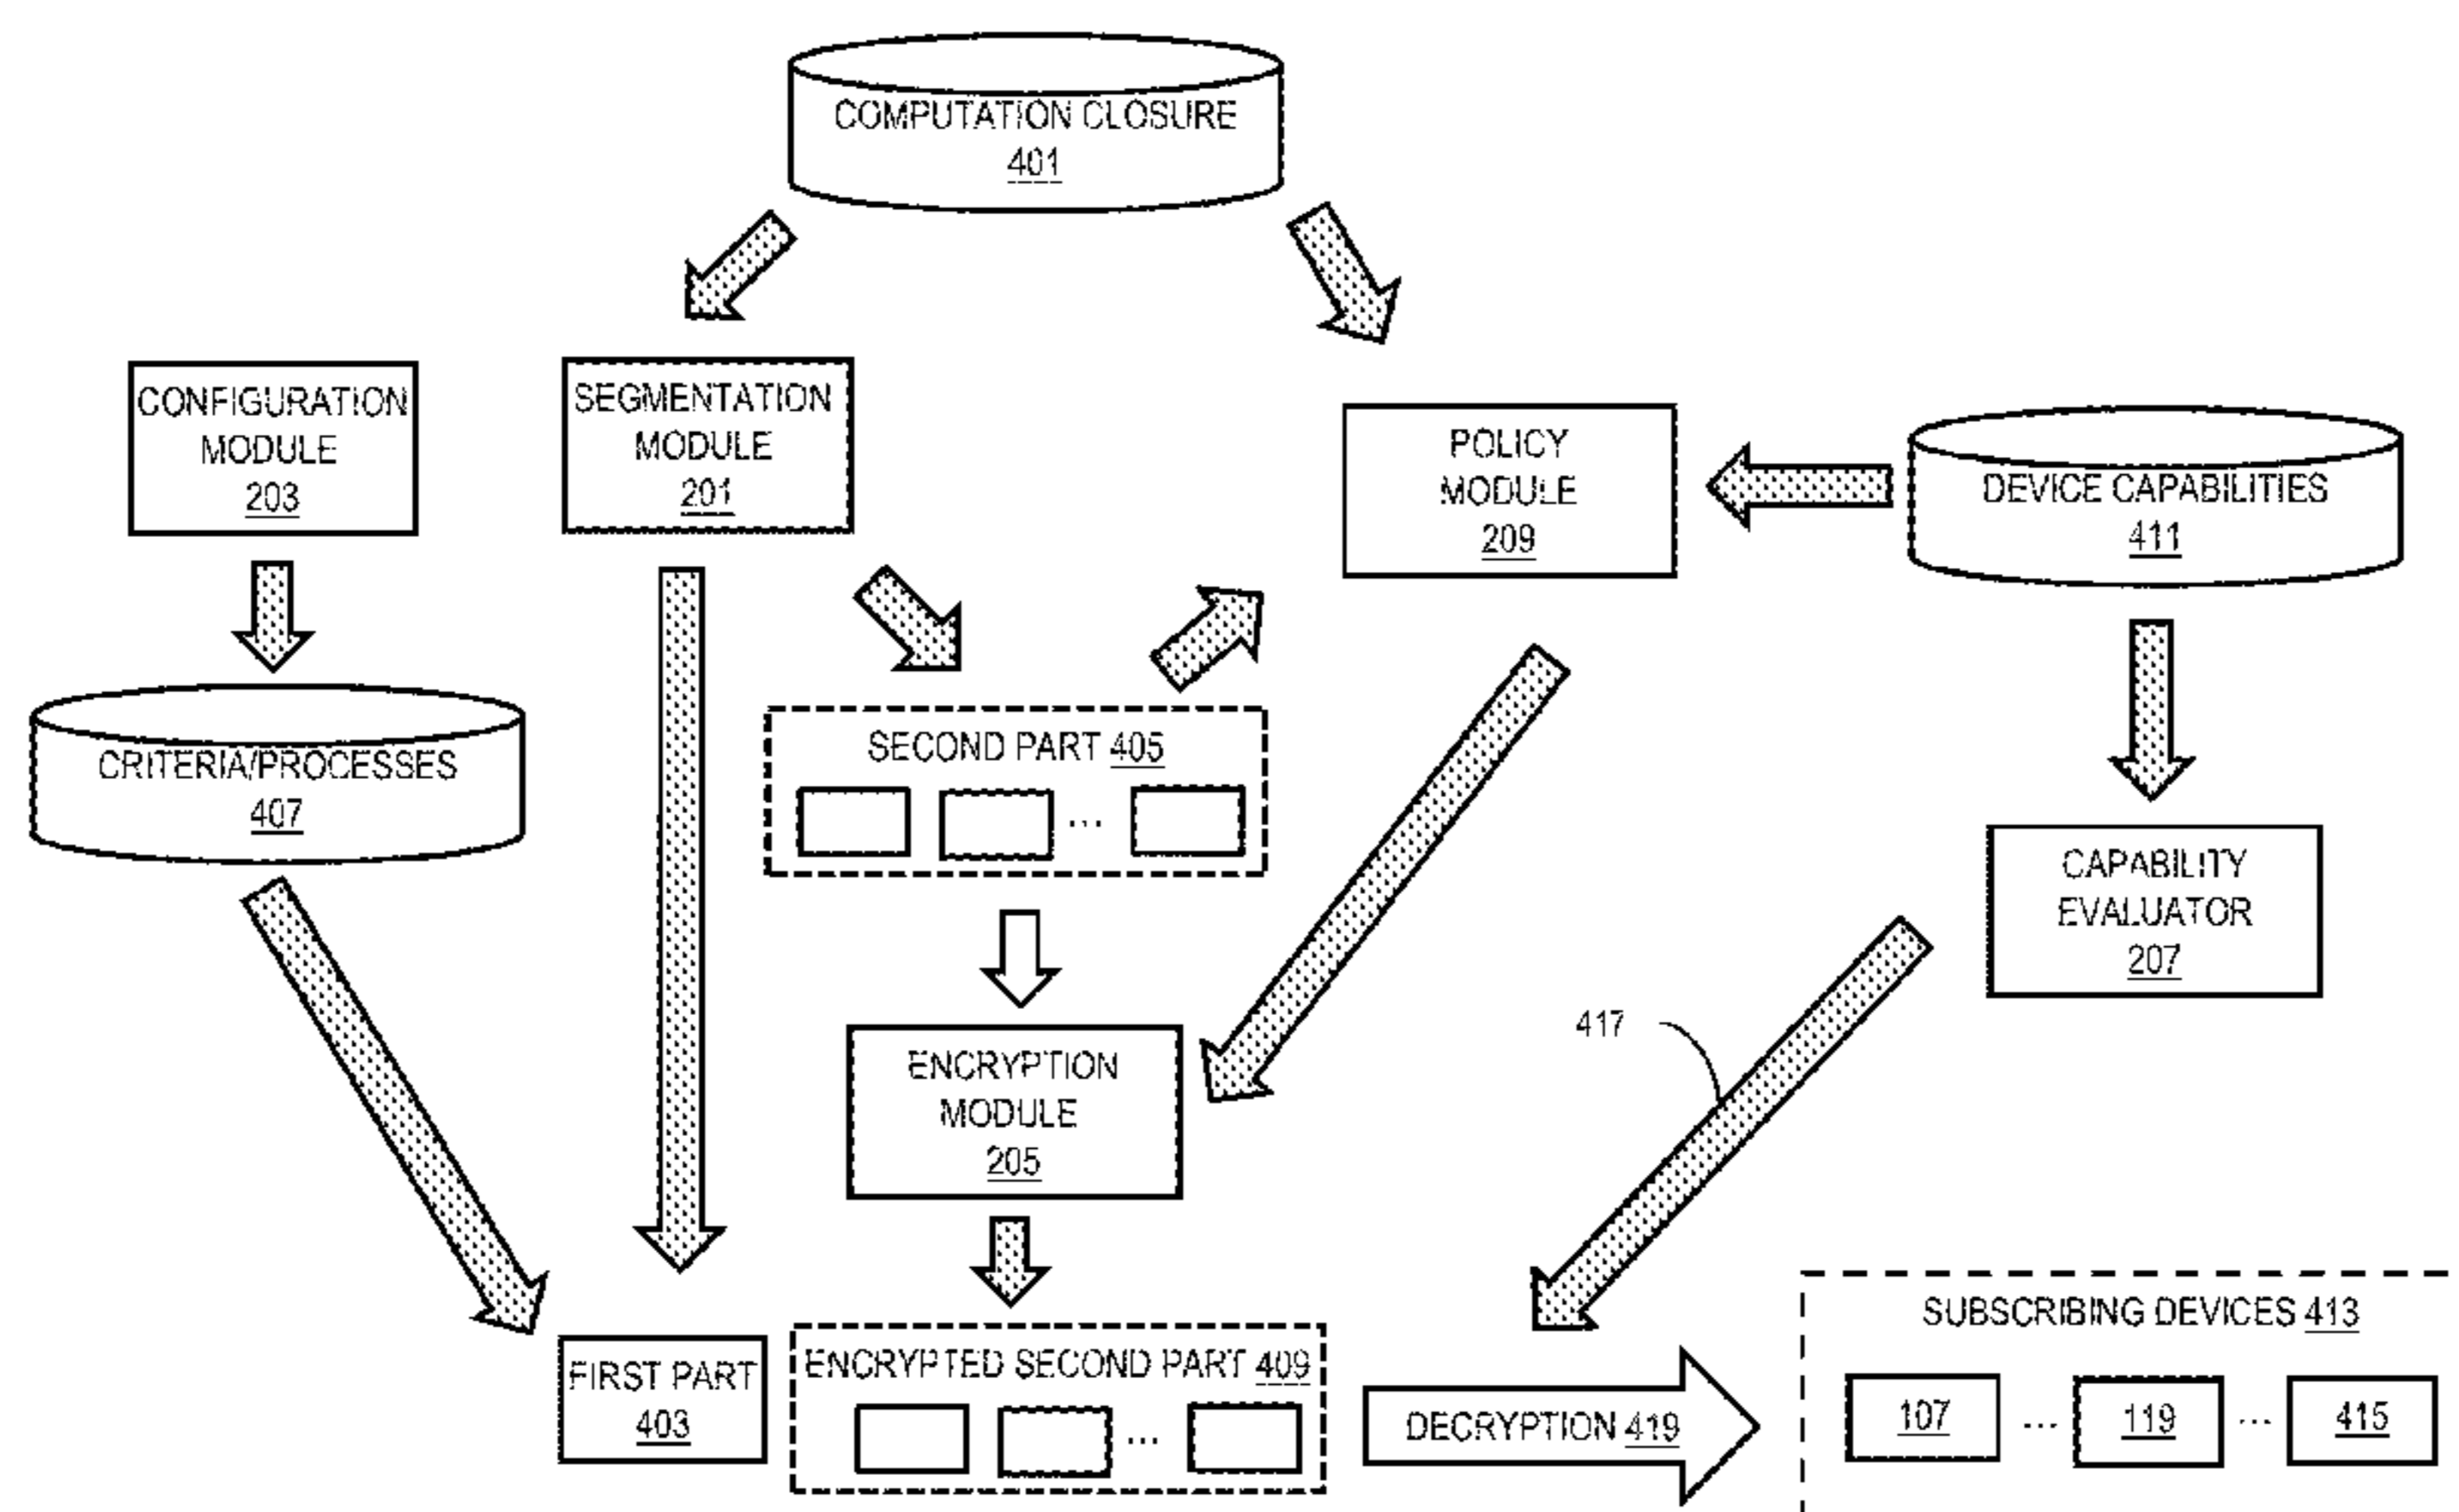 COMPUTATION CLOSURE
401
CONFIGURATION
MODULE
203
SEGMENTATION
MODULE
201
POLICY
MODULE
209
DEVICE CAPABILITIES
411
CRITERIA/PROCESSES
407
SECOND PART 405
...
CAPABILITY
EVALUATOR
207
ENCRYPTION
MODULE
205
417
FIRST PART
403
ENCRYPTED SECOND PART 409
...
DECRYPTION 419
SUBSCRIBING DEVICES 413
107 ... 119 ... 415